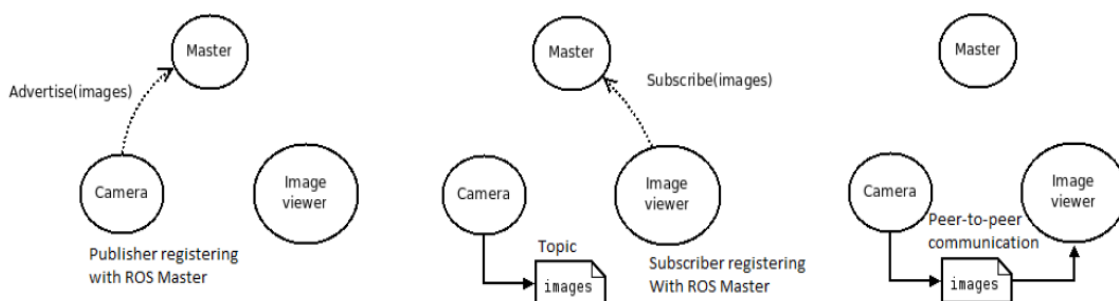 Master
Advertise(images)
Camera
Image
viewer
Publisher registering
with ROS Master
Master
Subscribe(images)
Camera
Image
viewer
Topic
images
Subscriber registering
With ROS Master
Master
Camera
Image
viewer
Peer-to-peer
communication
images